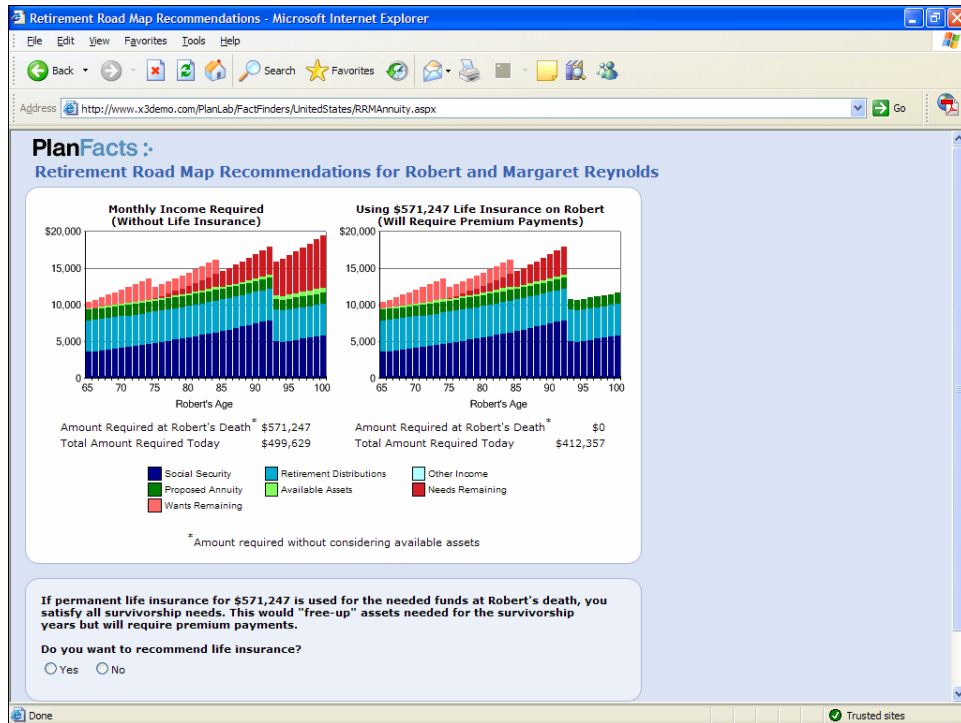 Retirement Road Map Recommendations - Microsoft Internet Explorer
File Edit View Favorites Tools Help
Back Search Favorites
Address http://www.x3demo.com/PlanLab/FactFinders/UnitedStates/RRMAnnuity.aspx Go
PlanFacts
Retirement Road Map Recommendations for Robert and Margaret Reynolds
Monthly Income Required
(Without Life Insurance)
$20,000
15,000
10,000
5,000
0
65 70 75 80 85 90 95 100
Robert's Age
Amount Required at Robert's Death* $571,247
Total Amount Required Today $499,629
Using $571,247 Life Insurance on Robert
(Will Require Premium Payments)
$20,000
15,000
10,000
5,000
0
65 70 75 80 85 90 95 100
Robert's Age
Amount Required at Robert's Death* $0
Total Amount Required Today $412,357
Social Security Retirement Distributions Other Income
Proposed Annuity Available Assets Needs Remaining
Wants Remaining
*Amount required without considering available assets
If permanent life insurance for $571,247 is used for the needed funds at Robert's death, you
satisfy all survivorship needs. This would "free-up" assets needed for the survivorship
years but will require premium payments.
Do you want to recommend life insurance?
Yes No
Done Trusted sites